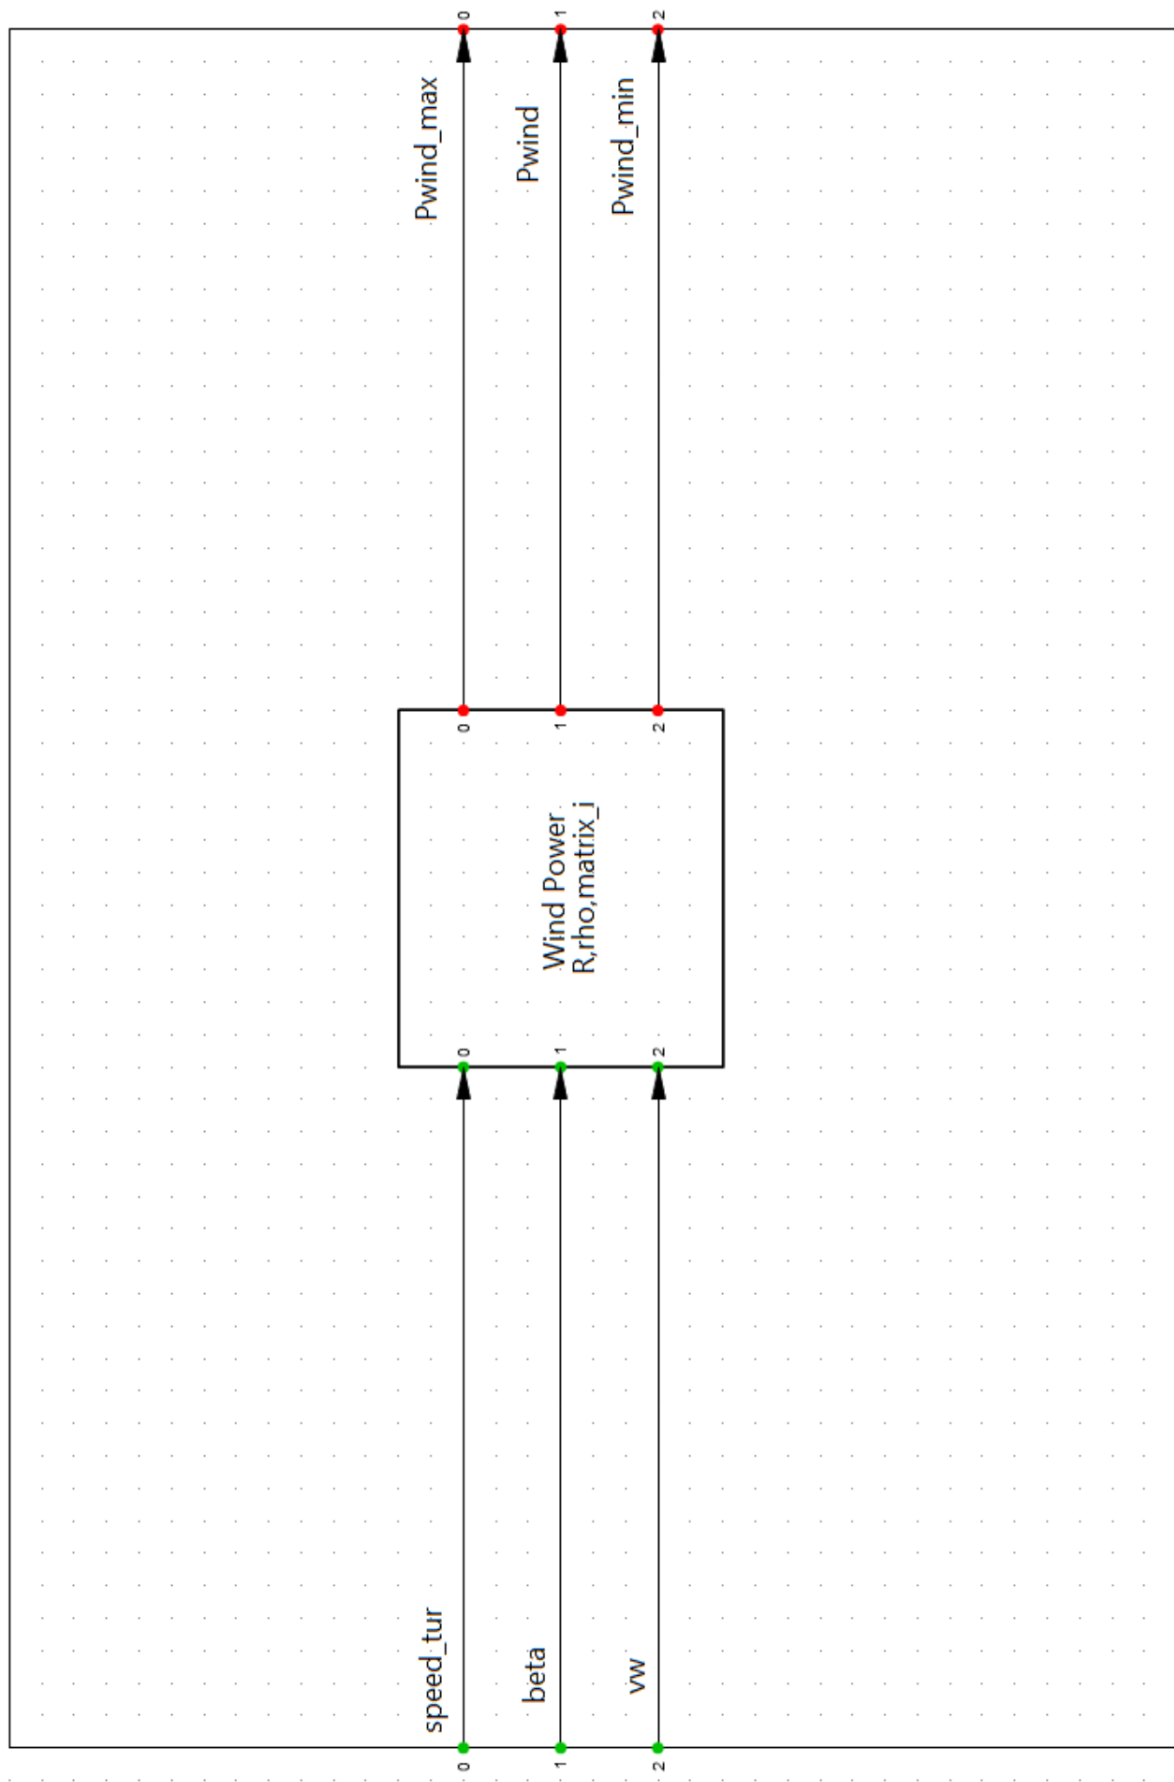 0
speed_tur
0
Wind Power
R,rho,matrix_i
0
Pwind_max
0
1
beta
1
1
Pwind
1
2
vw
2
2
Pwind_min
2